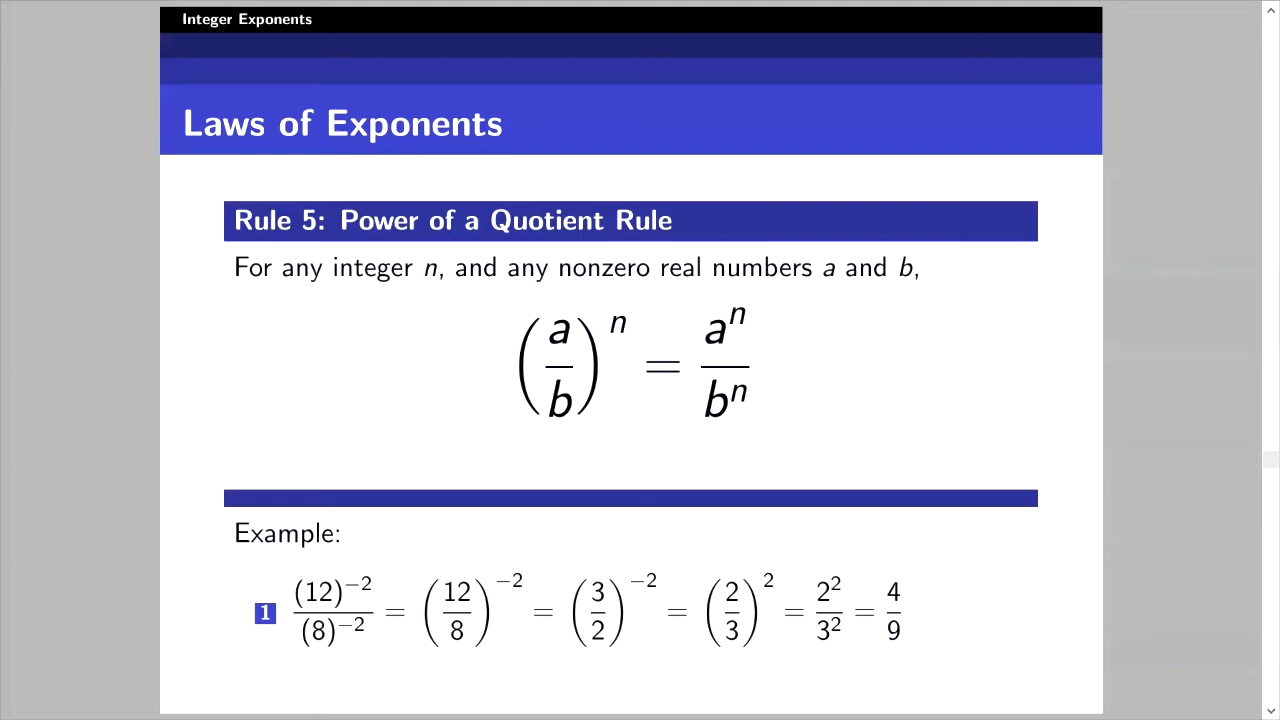 Integer Exponents
Laws of Exponents
Rule 5: Power of a Quotient Rule
For any integer n, and any nonzero real numbers a and b,
(a/b)^n = a^n/b^n
Example:
1 (12)^−2/(8)^−2 = (12/8)^−2 = (3/2)^−2 = (2/3)^2 = 2^2/3^2 = 4/9